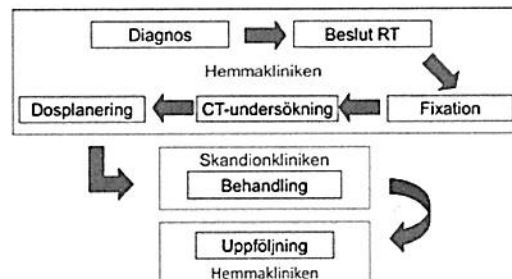 Diagnos
Beslut RT
Hemmakliniken
Dosplanering
CT-undersökning
Fixation
Skandionkliniken
Behandling
Uppföljning
Hemmakliniken